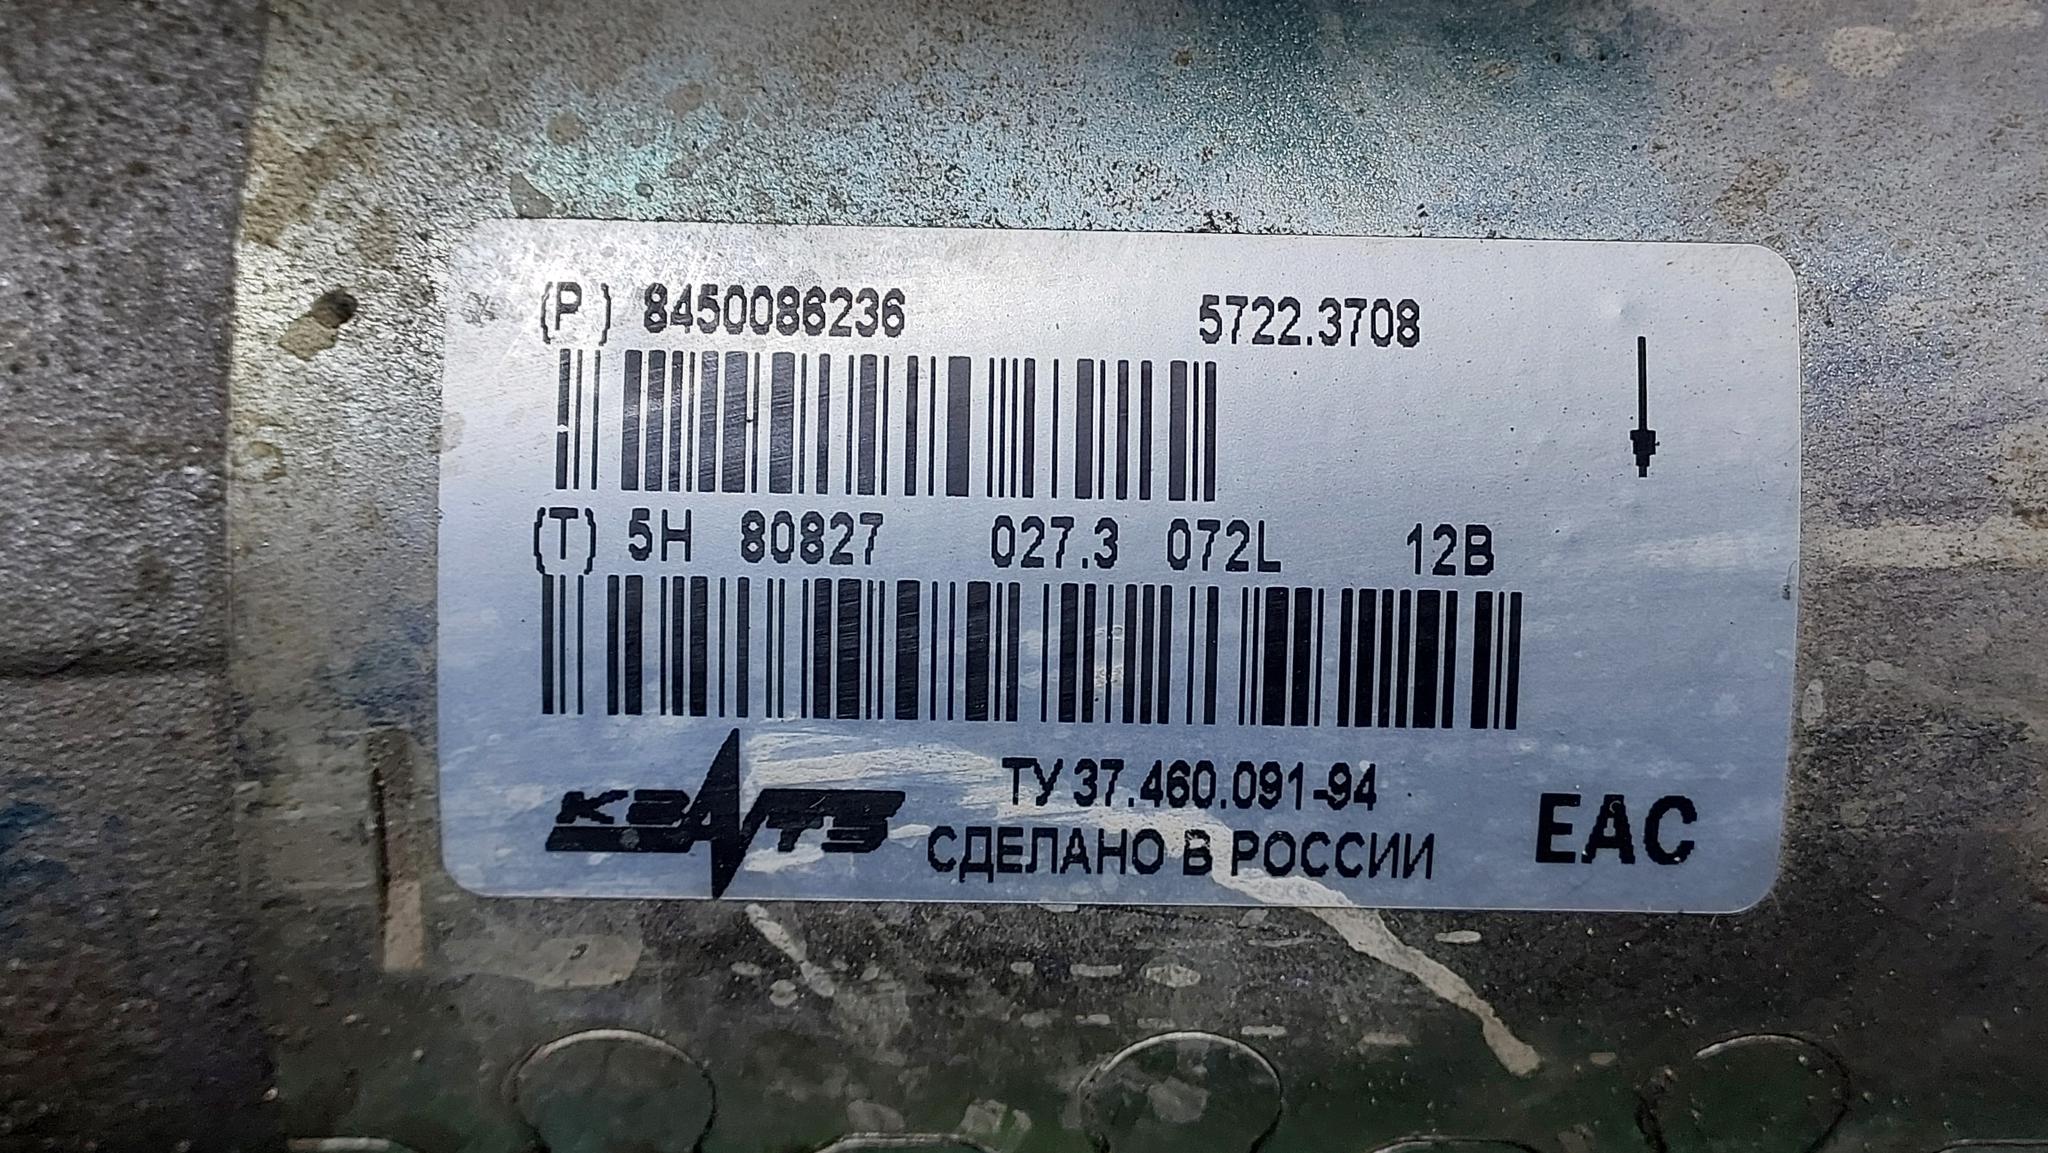 (P) 8450086236 5722.3708
(T) 5H 80827 027.3 072L 12B
КЗАТЭ
ТУ 37.460.091-94
СДЕЛАНО В РОССИИ
EAC